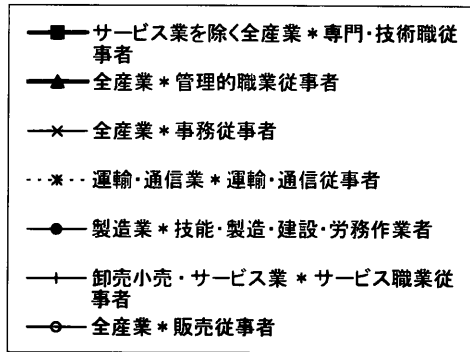 サービス業を除く全産業＊専門・技術職従
事者
全産業＊管理的職業従事者
全産業＊事務従事者
運輸・通信業＊運輸・通信従事者
製造業＊技能・製造・建設・労務作業者
卸売小売・サービス業 ＊サービス職業従
事者
全産業＊販売従事者